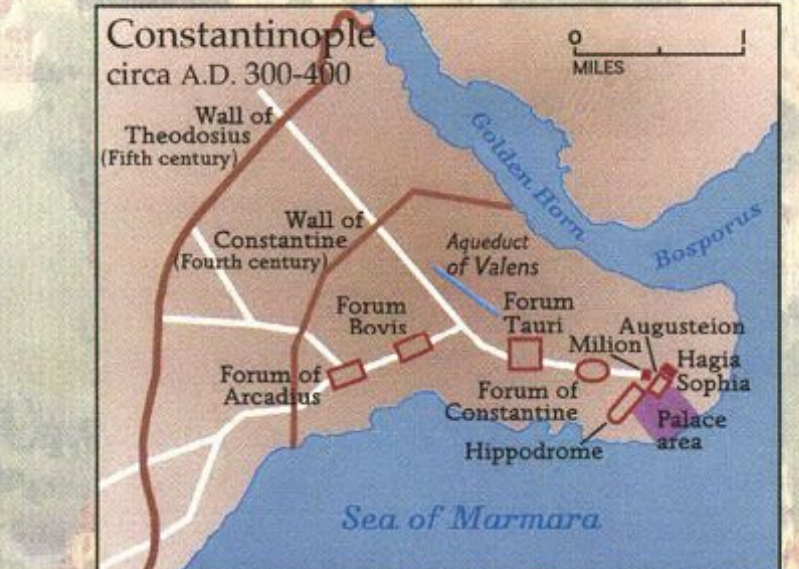 Constantinople
circa A.D. 300-400
0 1
MILES
Wall of
Theodosius
(Fifth century)
Golden Horn
Bosporus
Wall of
Constantine
(Fourth century)
Aqueduct
of Valens
Forum
Bovis
Forum
Tauri
Milion
Augusteion
Hagia
Sophia
Forum of
Arcadius
Forum of
Constantine
Hippodrome
Palace
area
Sea of Marmara